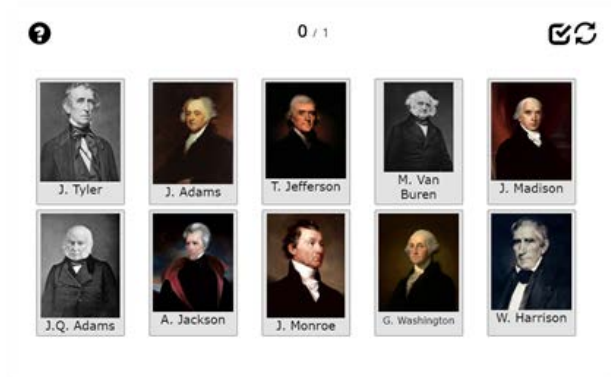 ?
0 / 1
J. Tyler
J. Adams
T. Jefferson
M. Van
Buren
J. Madison
J.Q. Adams
A. Jackson
J. Monroe
G. Washington
W. Harrison